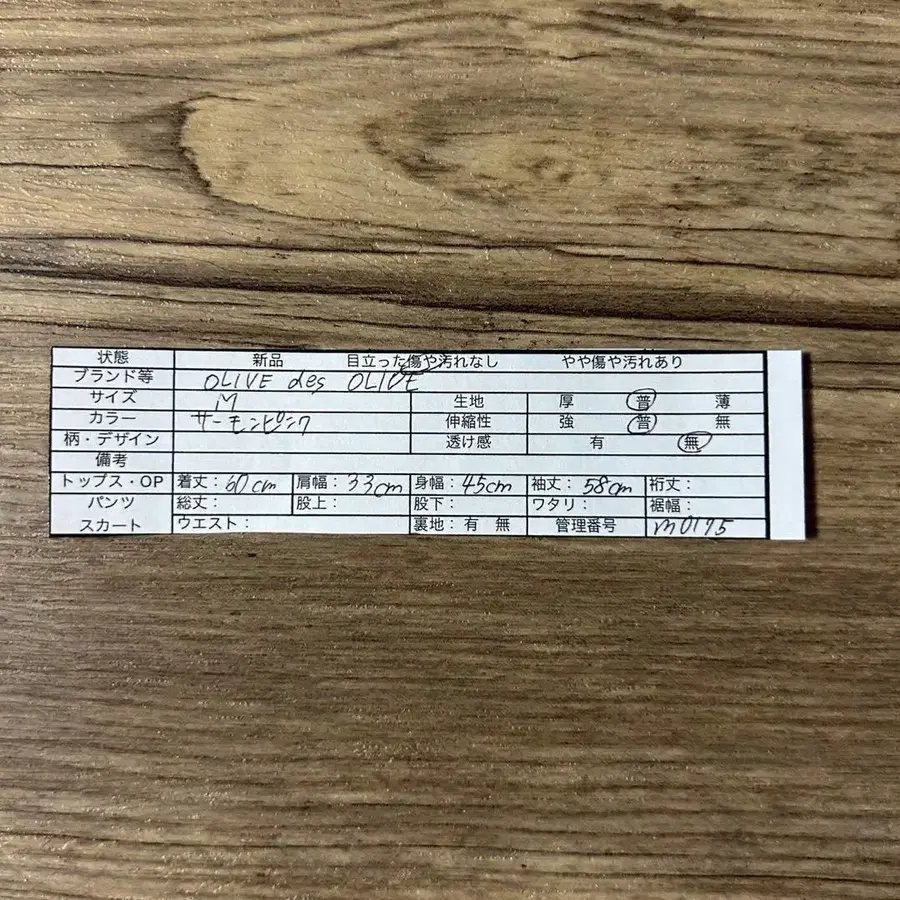 状態 新品 目立った傷や汚れなし やや傷や汚れあり
ブランド等 OLIVE des OLIVE
サイズ M 生地 厚 普 薄
カラー サーモンピンク 伸縮性 強 普 無
柄・デザイン 透け感 有 無
備考
トップス・OP 着丈:60cm 肩幅:33cm 身幅:45cm 袖丈:58cm 裄丈:
パンツ 総丈: 股上: 股下: ワタリ: 裾幅:
スカート ウエスト: 裏地:有 無 管理番号 m0175